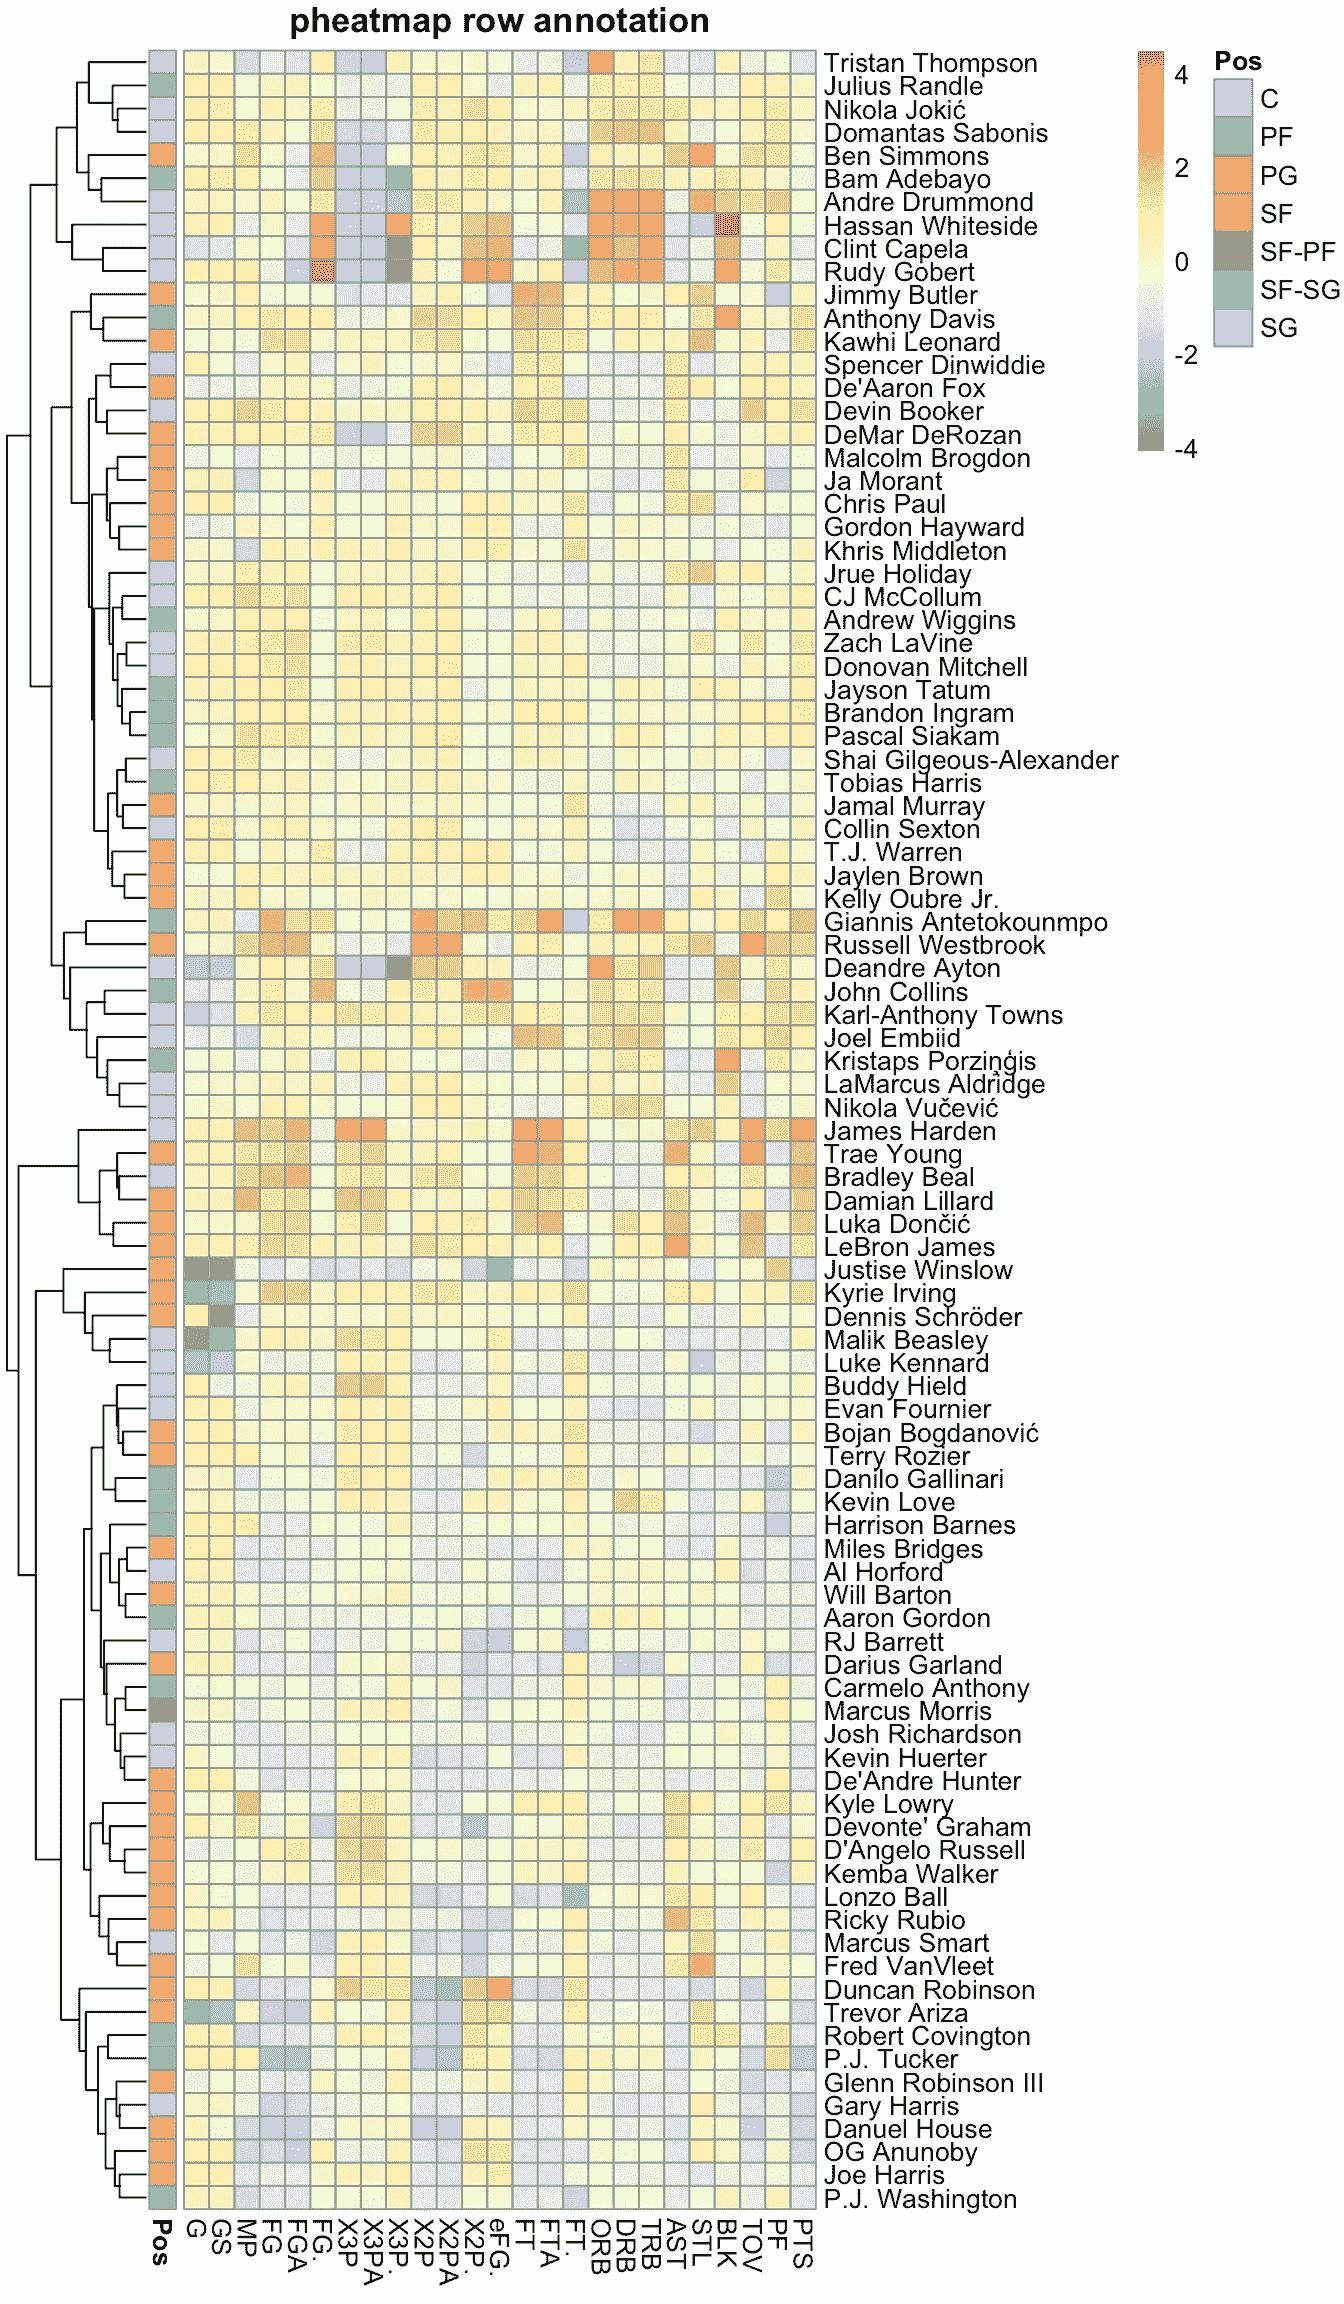 pheatmap row annotation
Tristan Thompson
Julius Randle
Nikola Jokić
Domantas Sabonis
Ben Simmons
Bam Adebayo
Andre Drummond
Hassan Whiteside
Clint Capela
Rudy Gobert
Jimmy Butler
Anthony Davis
Kawhi Leonard
Spencer Dinwiddie
De'Aaron Fox
Devin Booker
DeMar DeRozan
Malcolm Brogdon
Ja Morant
Chris Paul
Gordon Hayward
Khris Middleton
Jrue Holiday
CJ McCollum
Andrew Wiggins
Zach LaVine
Donovan Mitchell
Jayson Tatum
Brandon Ingram
Pascal Siakam
Shai Gilgeous-Alexander
Tobias Harris
Jamal Murray
Collin Sexton
T.J. Warren
Jaylen Brown
Kelly Oubre Jr.
Giannis Antetokounmpo
Russell Westbrook
Deandre Ayton
John Collins
Karl-Anthony Towns
Joel Embiid
Kristaps Porziņģis
LaMarcus Aldridge
Nikola Vučević
James Harden
Trae Young
Bradley Beal
Damian Lillard
Luka Dončić
LeBron James
Justise Winslow
Kyrie Irving
Dennis Schröder
Malik Beasley
Luke Kennard
Buddy Hield
Evan Fournier
Bojan Bogdanović
Terry Rozier
Danilo Gallinari
Kevin Love
Harrison Barnes
Miles Bridges
Al Horford
Will Barton
Aaron Gordon
RJ Barrett
Darius Garland
Carmelo Anthony
Marcus Morris
Josh Richardson
Kevin Huerter
De'Andre Hunter
Kyle Lowry
Devonte' Graham
D'Angelo Russell
Kemba Walker
Lonzo Ball
Ricky Rubio
Marcus Smart
Fred VanVleet
Duncan Robinson
Trevor Ariza
Robert Covington
P.J. Tucker
Glenn Robinson III
Gary Harris
Danuel House
OG Anunoby
Joe Harris
P.J. Washington
4
2
0
-2
-4
Pos
C
PF
PG
SF
SF-PF
SF-SG
SG
Pos
G
GS
MP
FG
FGA
FG.
X3P
X3PA
X3P.
X2P
X2PA
X2P.
eFG.
FT
FTA
FT.
ORB
DRB
TRB
AST
STL
BLK
TOV
PF
PTS